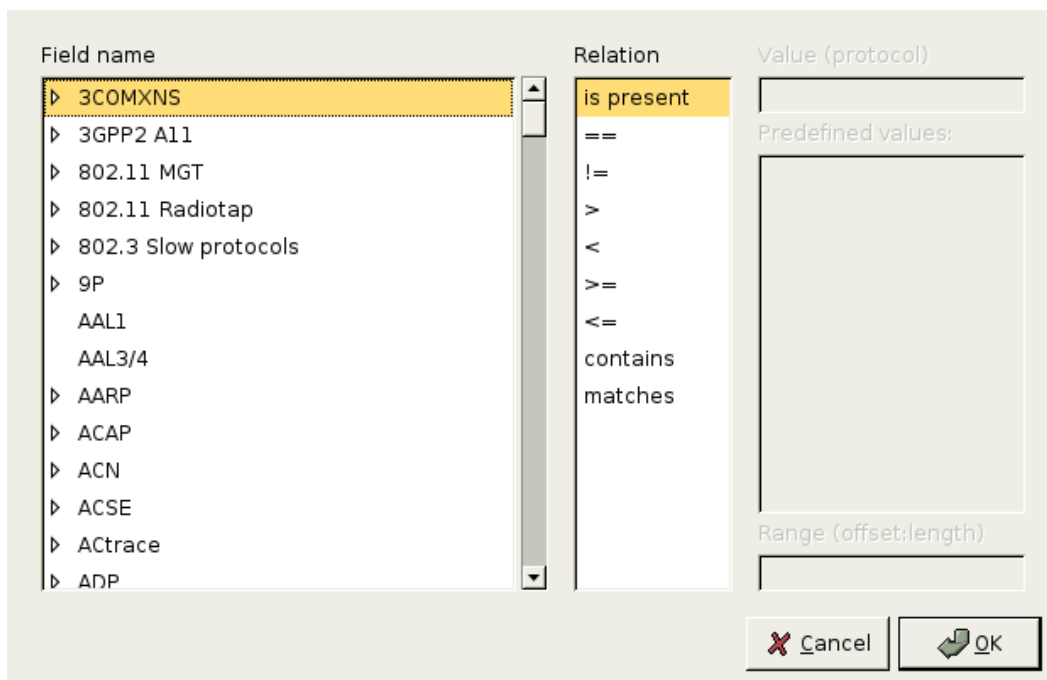 Field name
3COMXNS
3GPP2 A11
802.11 MGT
802.11 Radiotap
802.3 Slow protocols
9P
AAL1
AAL3/4
AARP
ACAP
ACN
ACSE
ACtrace
ADP
Relation
is present
==
!=
>
<
>=
<=
contains
matches
Value (protocol)
Predefined values:
Range (offset:length)
Cancel
OK